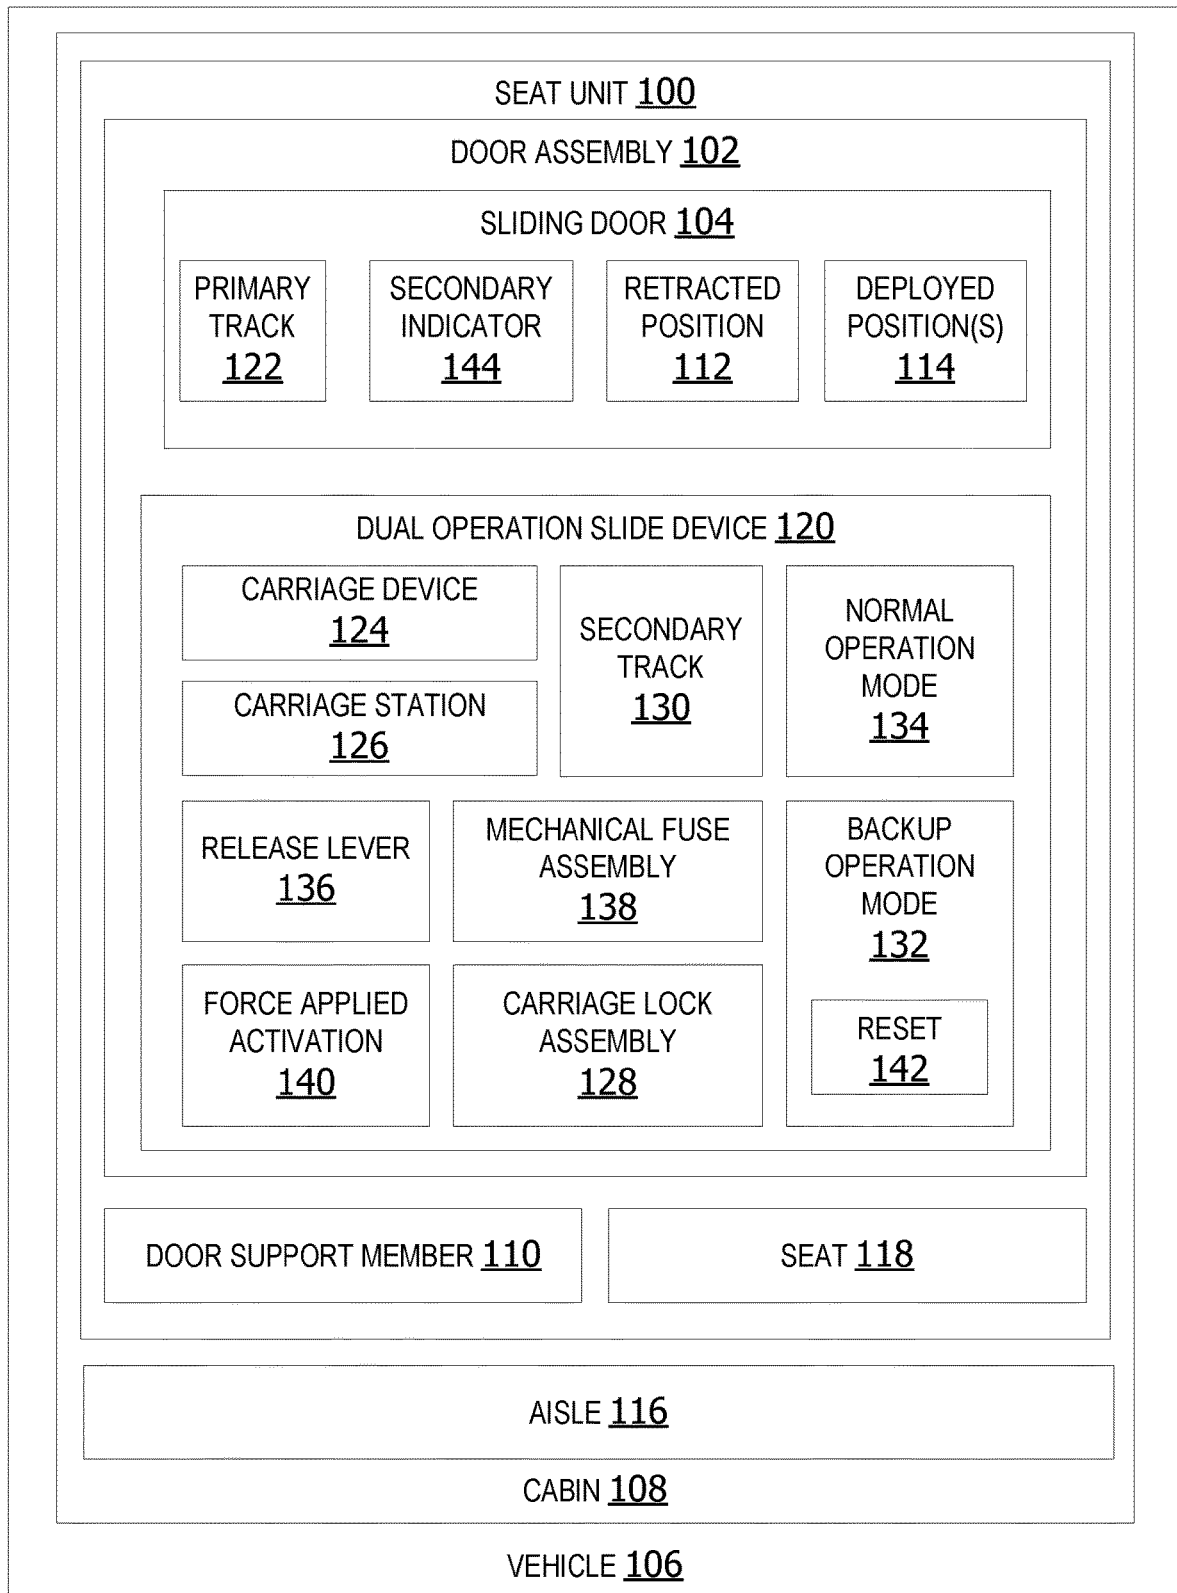 SEAT UNIT 100
DOOR ASSEMBLY 102
SLIDING DOOR 104
PRIMARY
TRACK
122
SECONDARY
INDICATOR
144
RETRACTED
POSITION
112
DEPLOYED
POSITION(S)
114
DUAL OPERATION SLIDE DEVICE 120
CARRIAGE DEVICE
124
CARRIAGE STATION
126
SECONDARY
TRACK
130
NORMAL
OPERATION
MODE
134
RELEASE LEVER
136
MECHANICAL FUSE
ASSEMBLY
138
BACKUP
OPERATION
MODE
132
FORCE APPLIED
ACTIVATION
140
CARRIAGE LOCK
ASSEMBLY
128
RESET
142
DOOR SUPPORT MEMBER 110
SEAT 118
AISLE 116
CABIN 108
VEHICLE 106